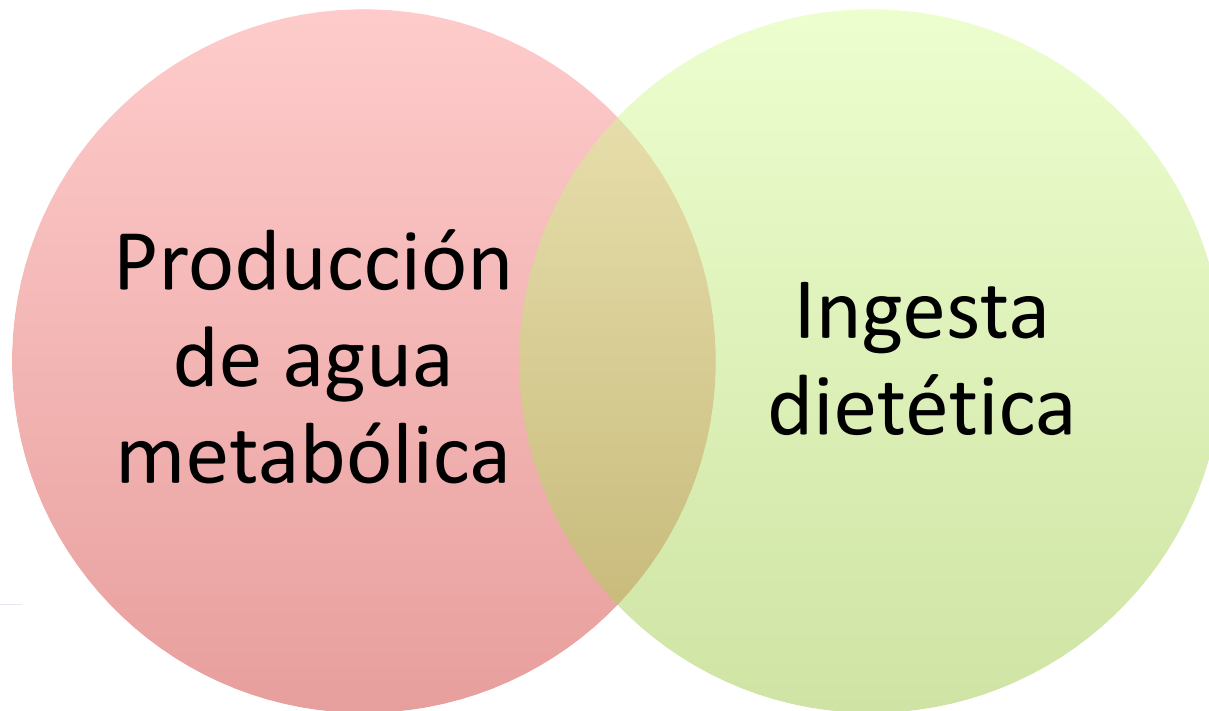 Producción
de agua
metabólica
Ingesta
dietética